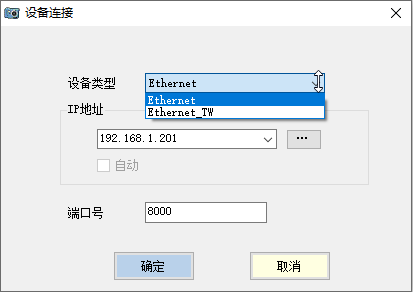 设备连接
设备类型
Ethernet
Ethernet
Ethernet_TW
IP地址
192.168.1.201
...
自动
端口号
8000
确定
取消